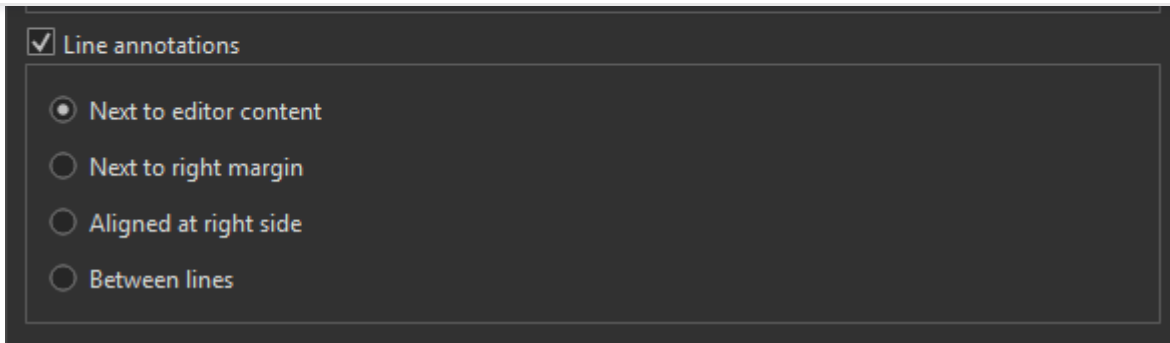 Line annotations
Next to editor content
Next to right margin
Aligned at right side
Between lines